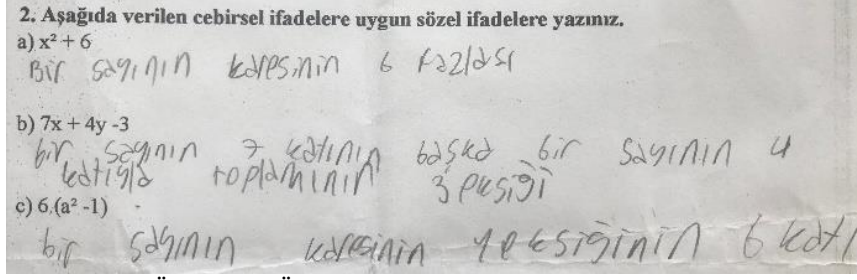 2. Aşağıda verilen cebirsel ifadelere uygun sözel ifadelere yazınız.
a) x² + 6
Bir sayının karesinin 6 fazlası
b) 7x + 4y -3
bir sayının 7 katının başka bir sayının 4
katıyla toplamının 3 eksiği
c) 6.(a² -1)
bir sayının karesinin 1 eksiğinin 6 katı